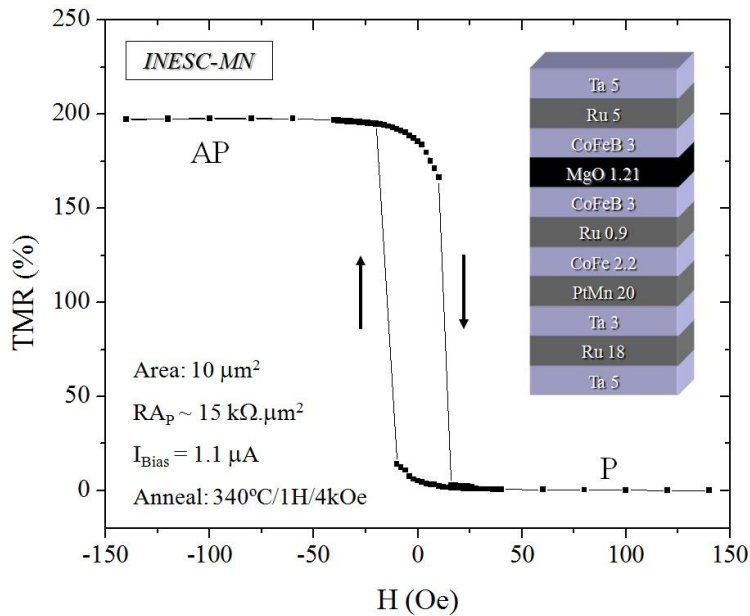 INESC-MN
250
200
150
100
50
0
TMR (%)
AP
P
Area: 10 μm²
RA_P ~ 15 kΩ.μm²
I_Bias = 1.1 μA
Anneal: 340ºC/1H/4kOe
Ta 5
Ru 5
CoFeB 3
MgO 1.21
CoFeB 3
Ru 0.9
CoFe 2.2
PtMn 20
Ta 3
Ru 18
Ta 5
-150 -100 -50 0 50 100 150
H (Oe)